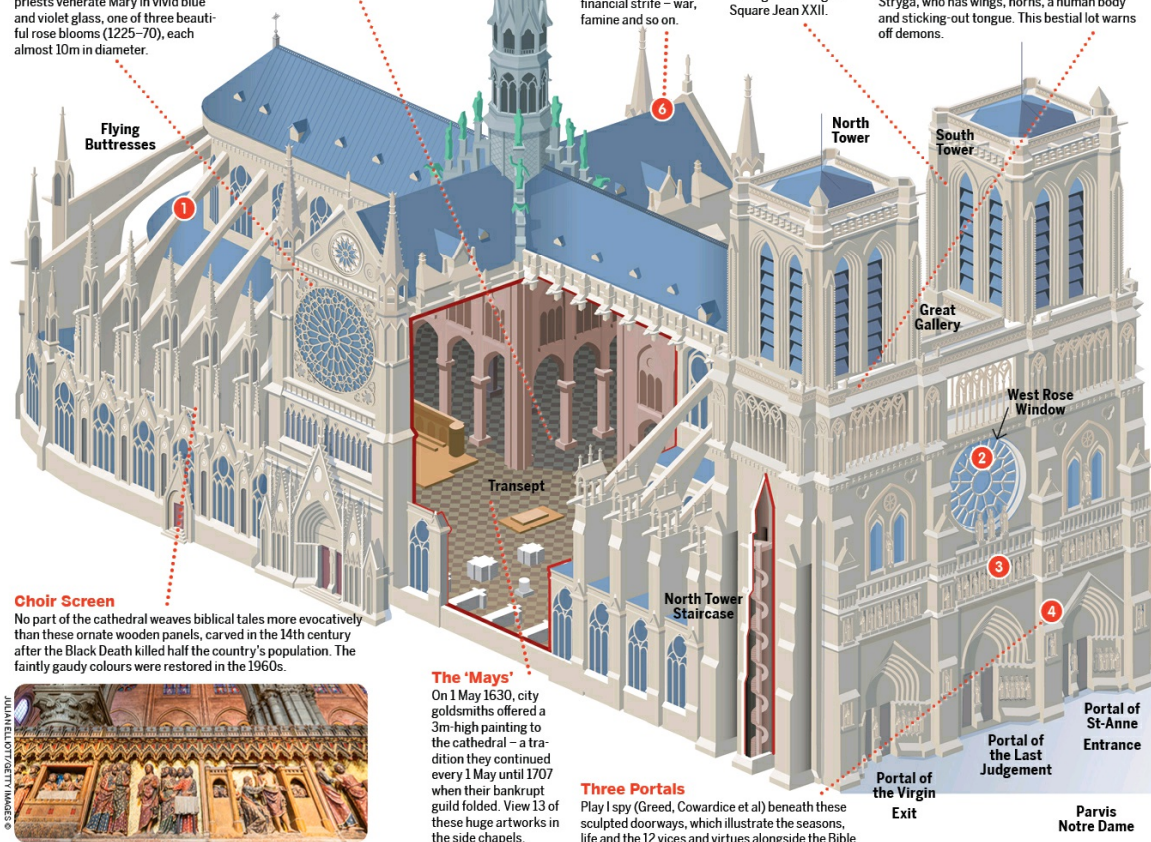 priests venerate Mary in vivid blue
and violet glass, one of three beauti-
ful rose blooms (1225–70), each
almost 10m in diameter.
financial strife – war,
famine and so on.
Square Jean XXII.
Stryga, who has wings, horns, a human body
and sticking-out tongue. This bestial lot warns
off demons.
Flying
Buttresses
1
6
North
Tower
South
Tower
Great
Gallery
West Rose
Window
2
3
4
Transept
North Tower
Staircase
Choir Screen
No part of the cathedral weaves biblical tales more evocatively
than these ornate wooden panels, carved in the 14th century
after the Black Death killed half the country's population. The
faintly gaudy colours were restored in the 1960s.
JULIAN ELLIOTT/GETTY IMAGES ©
The 'Mays'
On 1 May 1630, city
goldsmiths offered a
3m-high painting to
the cathedral – a tra-
dition they continued
every 1 May until 1707
when their bankrupt
guild folded. View 13 of
these huge artworks in
the side chapels.
Three Portals
Play I spy (Greed, Cowardice et al) beneath these
sculpted doorways, which illustrate the seasons,
life and the 12 vices and virtues alongside the Bible
Portal of
the Virgin
Exit
Portal of
the Last
Judgement
Portal of
St-Anne
Entrance
Parvis
Notre Dame